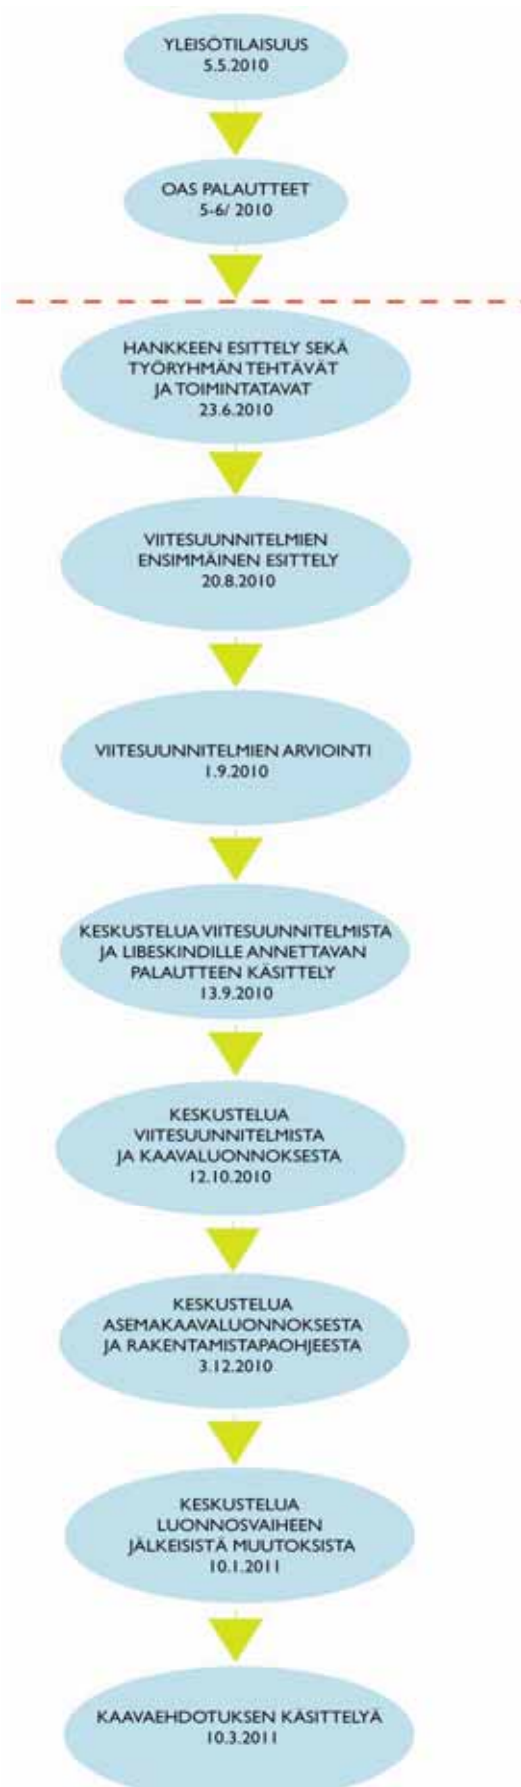 YLEISÖTILAISUUS
5.5.2010
OAS PALAUTTEET
5-6/ 2010
HANKKEEN ESITTELY SEKÄ
TYÖRYHMÄN TEHTÄVÄT
JA TOIMINTATAVAT
23.6.2010
VIITESUUNNITELMIEN
ENSIMMÄINEN ESITTELY
20.8.2010
VIITESUUNNITELMIEN ARVIOINTI
1.9.2010
KESKUSTELUA VIITESUUNNITELMISTA
JA LIBESKINDILLE ANNETTAVAN
PALAUTTEEN KÄSITTELY
13.9.2010
KESKUSTELUA
VIITESUUNNITELMISTA
JA KAAVALUONNOKSESTA
12.10.2010
KESKUSTELUA
ASEMAKAAVALUONNOKSESTA
JA RAKENTAMISTAPAOHJEESTA
3.12.2010
KESKUSTELUA
LUONNOSVAIHEEN
JÄLKEISISTÄ MUUTOKSISTA
10.1.2011
KAAVAEHDOTUKSEN KÄSITTELYÄ
10.3.2011